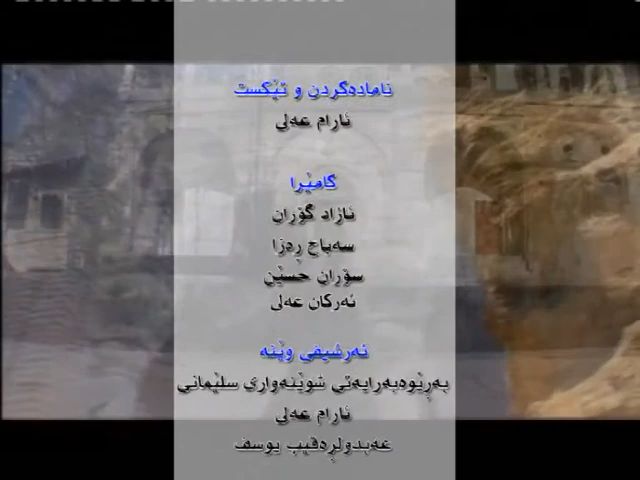 ئامادەکردن و تێکست
ئارام عەلی
کامێرا
ئازاد گۆران
سەباح ڕەزا
سۆران حسێن
ئەرکان عەلی
ئەرشیفی وێنە
بەڕێوەبەرایەتی شوێنەواری سلێمانی
ئارام عەلی
عەبدولڕەقیب یوسف